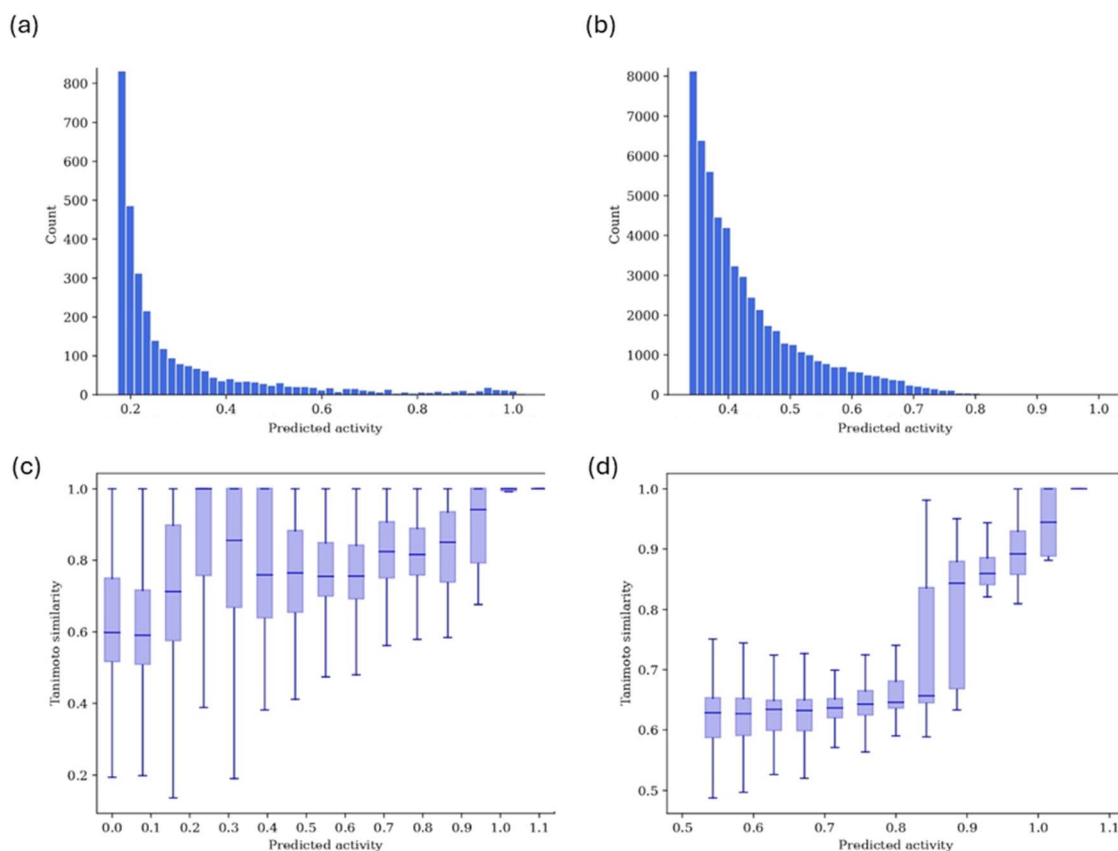 (a)
(b)
800
700
600
500
400
300
200
100
0
Count
0.2 0.4 0.6 0.8 1.0
Predicted activity
8000
7000
6000
5000
4000
3000
2000
1000
0
Count
0.4 0.5 0.6 0.7 0.8 0.9 1.0
Predicted activity
(c)
(d)
1.0
0.8
0.6
0.4
0.2
Tanimoto similarity
0.0 0.1 0.2 0.3 0.4 0.5 0.6 0.7 0.8 0.9 1.0 1.1
Predicted activity
1.0
0.9
0.8
0.7
0.6
0.5
Tanimoto similarity
0.5 0.6 0.7 0.8 0.9 1.0 1.1
Predicted activity